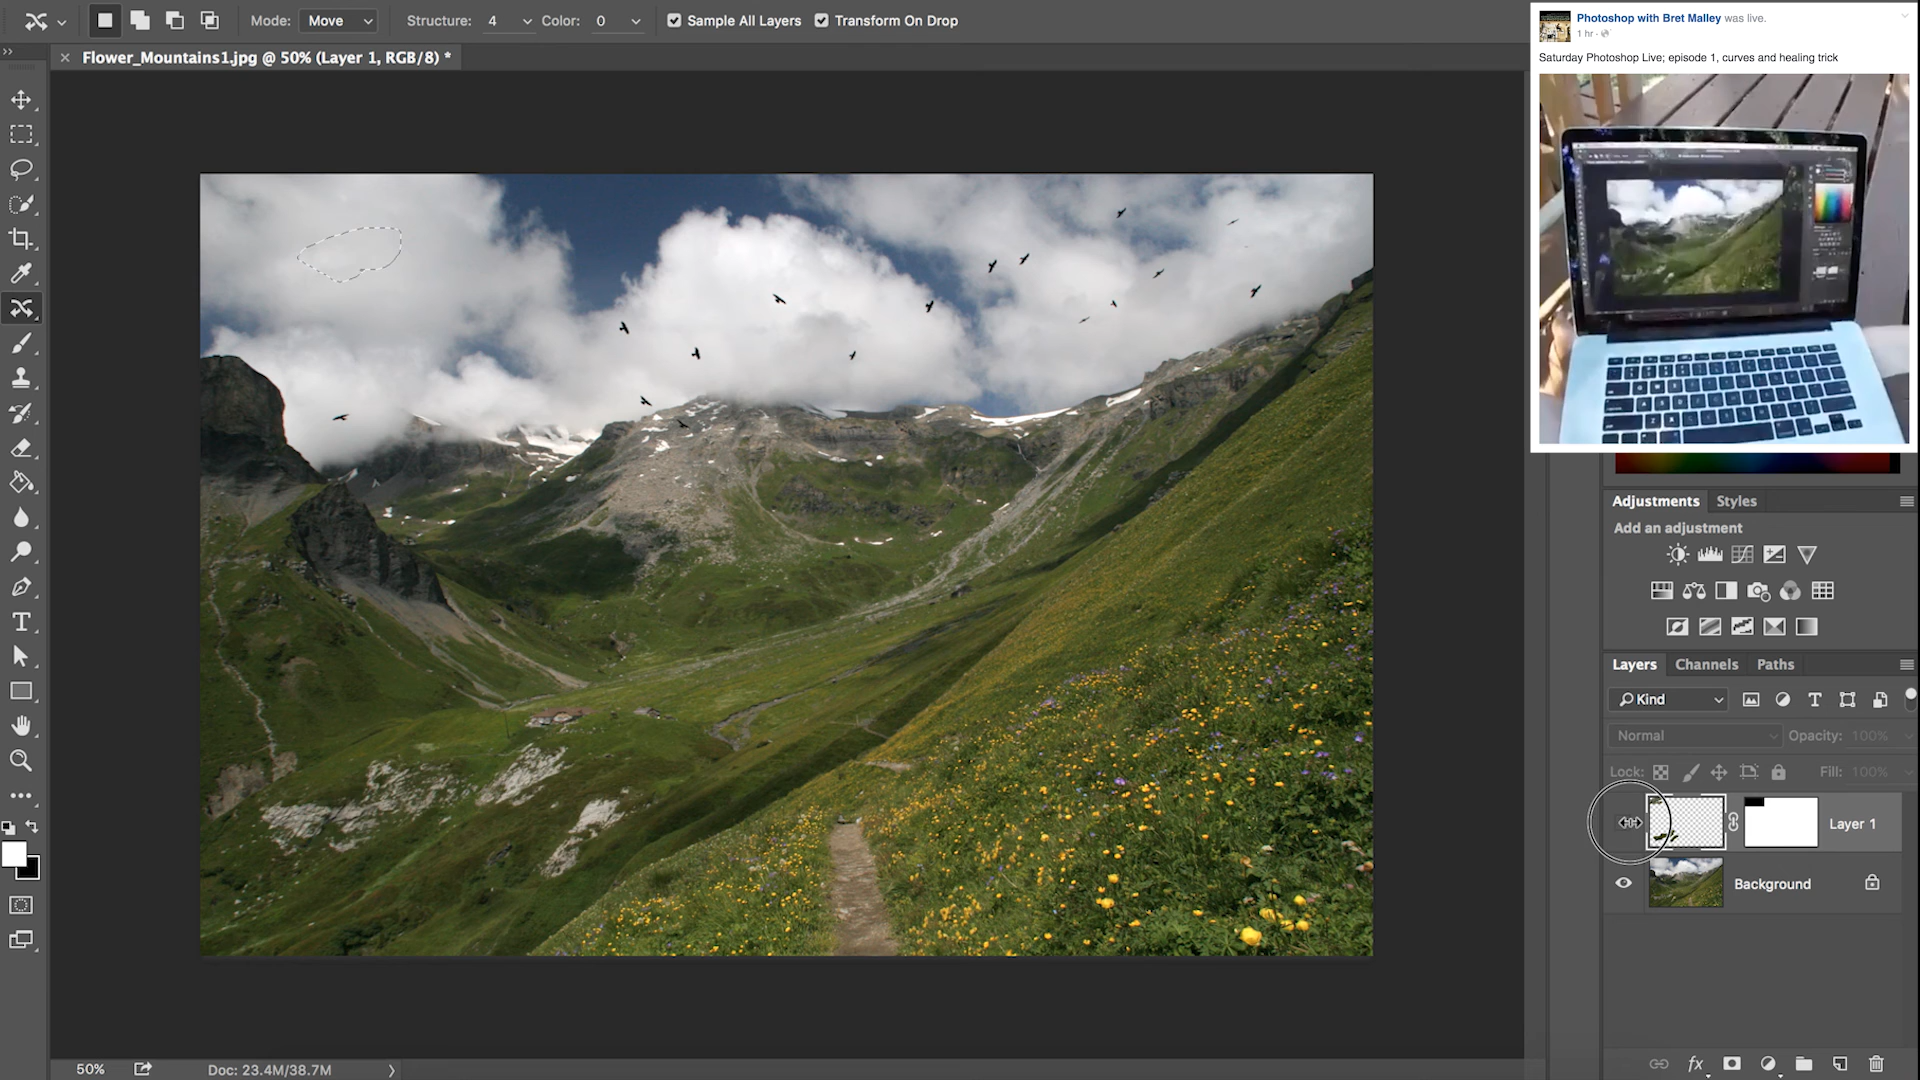 Mode: Move Structure: 4 Color: 0 Sample All Layers Transform On Drop
Flower_Mountains1.jpg @ 50% (Layer 1, RGB/8) *
Photoshop with Bret Malley was live.
1 hr
Saturday Photoshop Live; episode 1, curves and healing trick
Adjustments Styles
Add an adjustment
Layers Channels Paths
Kind
Normal Opacity: 100%
Lock: Fill: 100%
Layer 1
Background
50% Doc: 23.4M/38.7M